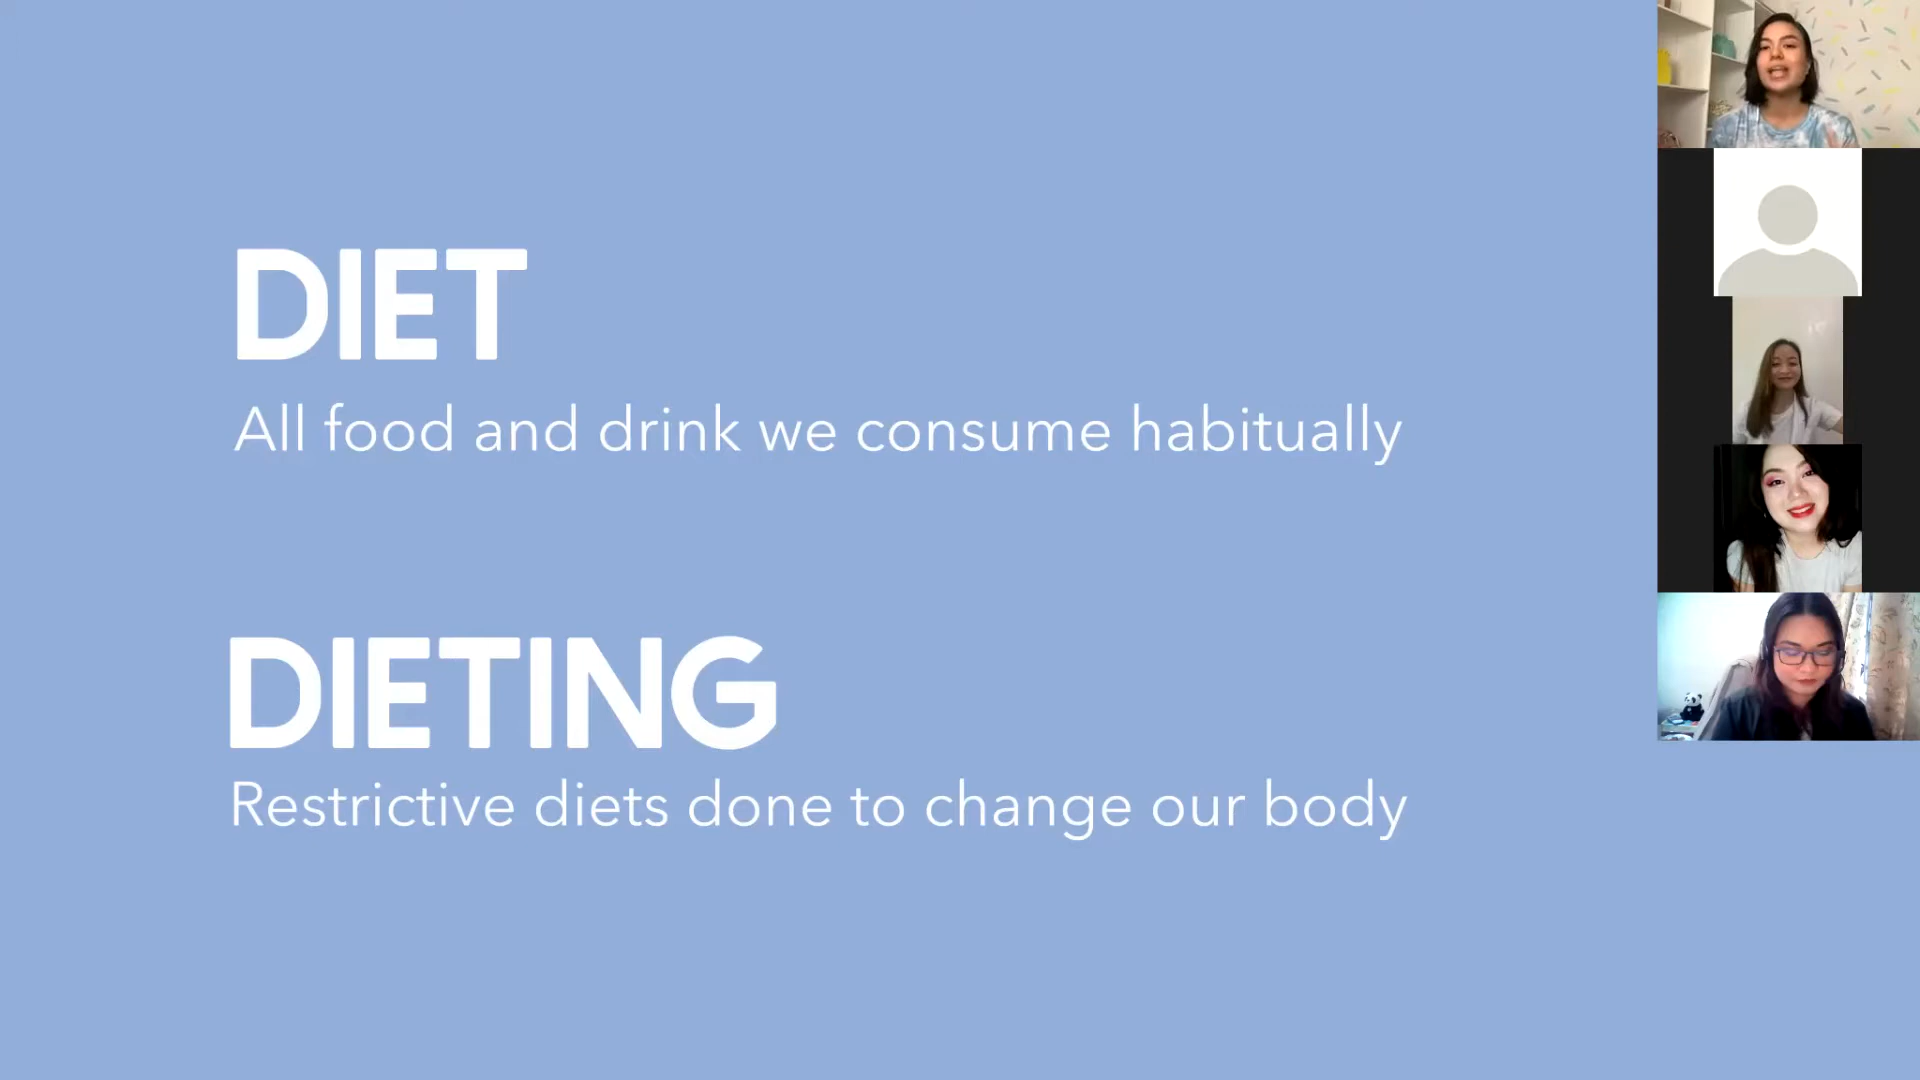 DIET
All food and drink we consume habitually
DIETING
Restrictive diets done to change our body